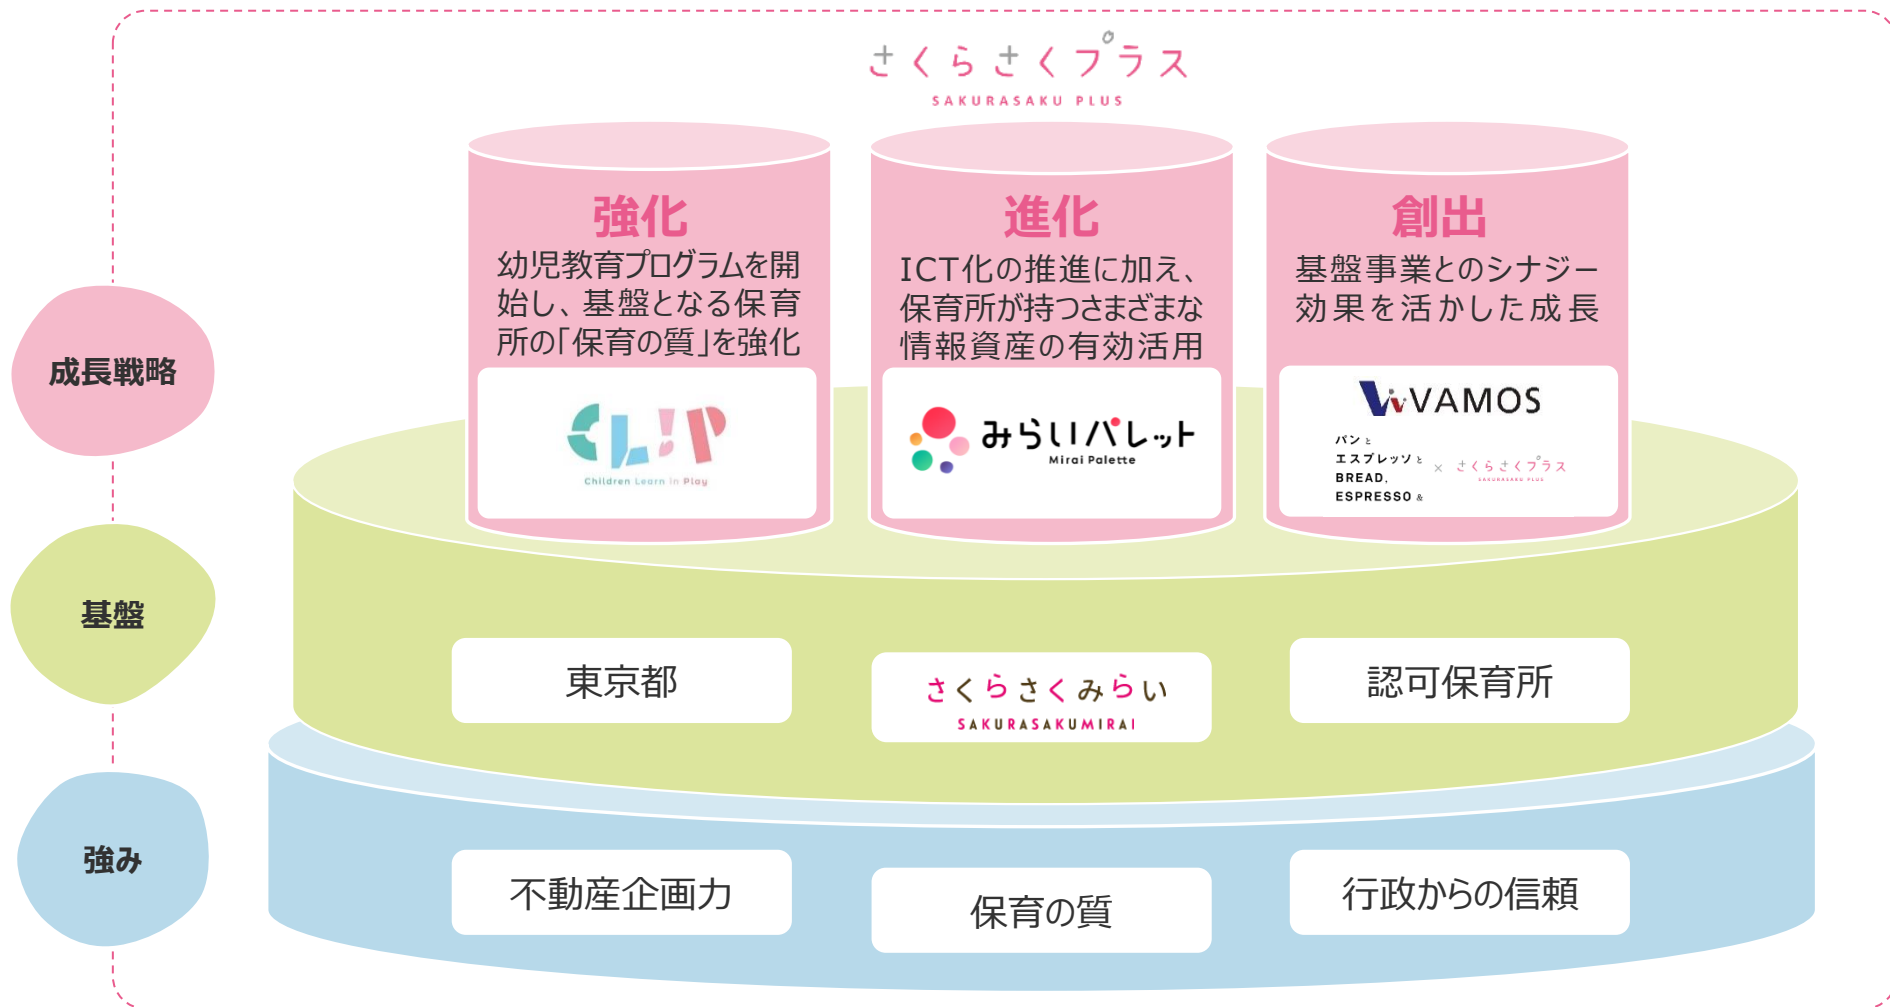 さくらさくプラス
SAKURASAKU PLUS
強化
幼児教育プログラムを開
始し、基盤となる保育
所の「保育の質」を強化
CLIP
Children Learn in Play
進化
ICT化の推進に加え、
保育所が持つさまざまな
情報資産の有効活用
みらいパレット
Mirai Palette
創出
基盤事業とのシナジー
効果を活かした成長
VAMOS
パンと
エスプレッソと
BREAD,
ESPRESSO &
×
さくらさくプラス
SAKURASAKU PLUS
成長戦略
基盤
東京都
さくらさくみらい
SAKURASAKUMIRAI
認可保育所
強み
不動産企画力
保育の質
行政からの信頼